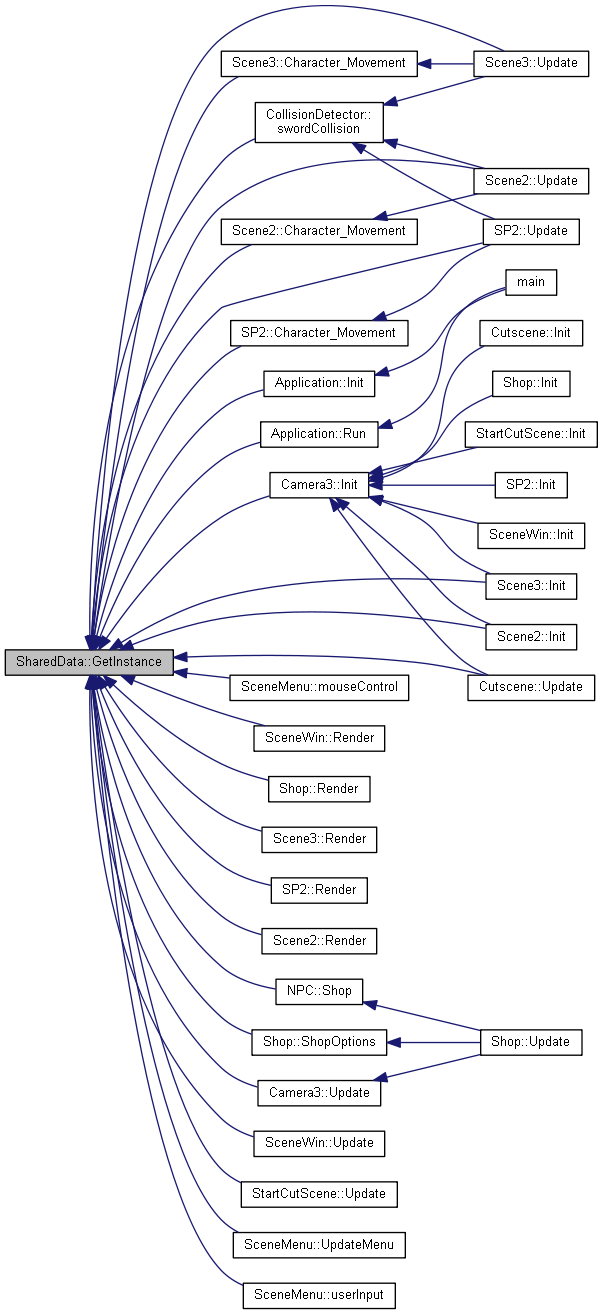 Scene3::Character_Movement
Scene3::Update
CollisionDetector::
swordCollision
Scene2::Update
Scene2::Character_Movement
SP2::Update
main
SP2::Character_Movement
Cutscene::Init
Application::Init
Shop::Init
Application::Run
StartCutScene::Init
Camera3::Init
SP2::Init
SceneWin::Init
Scene3::Init
Scene2::Init
SharedData::GetInstance
SceneMenu::mouseControl
Cutscene::Update
SceneWin::Render
Shop::Render
Scene3::Render
SP2::Render
Scene2::Render
NPC::Shop
Shop::ShopOptions
Shop::Update
Camera3::Update
SceneWin::Update
StartCutScene::Update
SceneMenu::UpdateMenu
SceneMenu::userInput